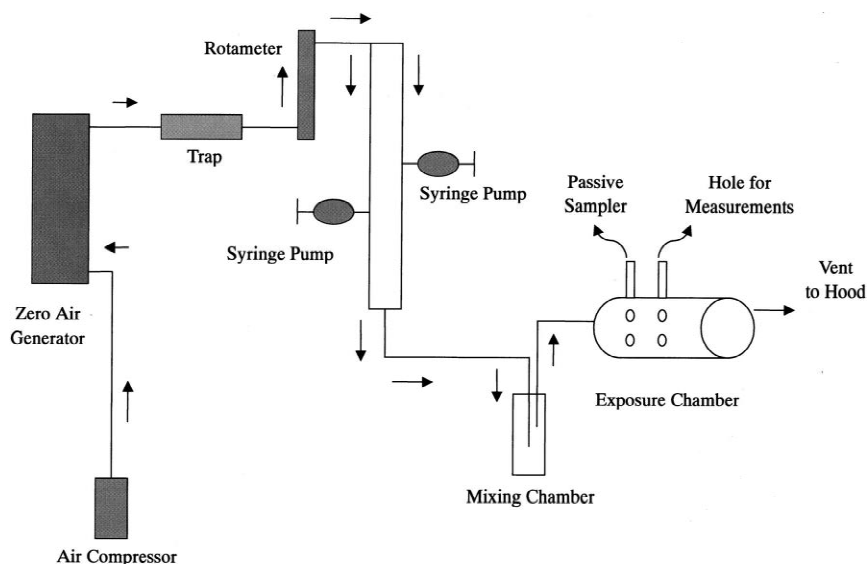 Rotameter
Trap
Syringe Pump
Syringe Pump
Passive
Sampler
Hole for
Measurements
Vent
to Hood
Zero Air
Generator
Exposure Chamber
Mixing Chamber
Air Compressor